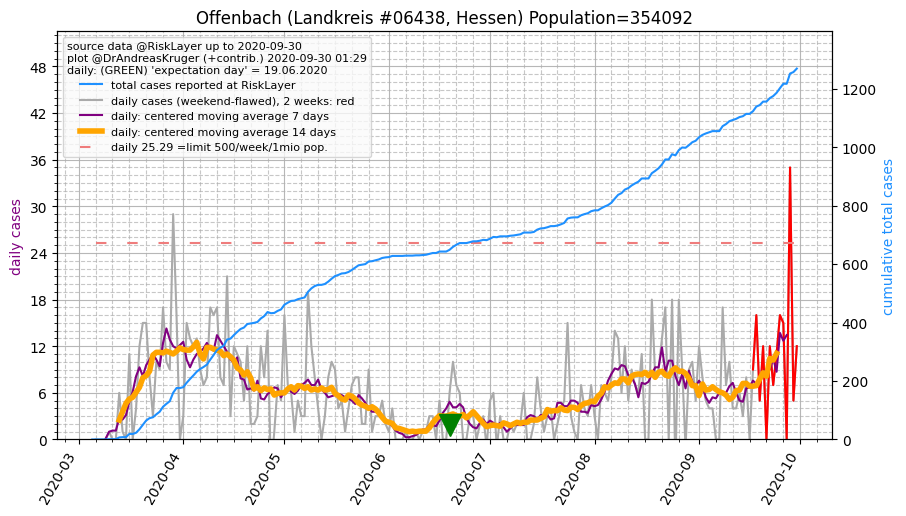 Offenbach (Landkreis #06438, Hessen) Population=354092
source data @RiskLayer up to 2020-09-30
plot @DrAndreasKruger (+contrib.) 2020-09-30 01:29
daily: (GREEN) 'expectation day' = 19.06.2020
total cases reported at RiskLayer
daily cases (weekend-flawed), 2 weeks: red
daily: centered moving average 7 days
daily: centered moving average 14 days
daily 25.29 =limit 500/week/1mio pop.
daily cases
48
42
36
30
24
18
12
6
0
1200
1000
800
600
400
200
0
cumulative total cases
2020-03
2020-04
2020-05
2020-06
2020-07
2020-08
2020-09
2020-10